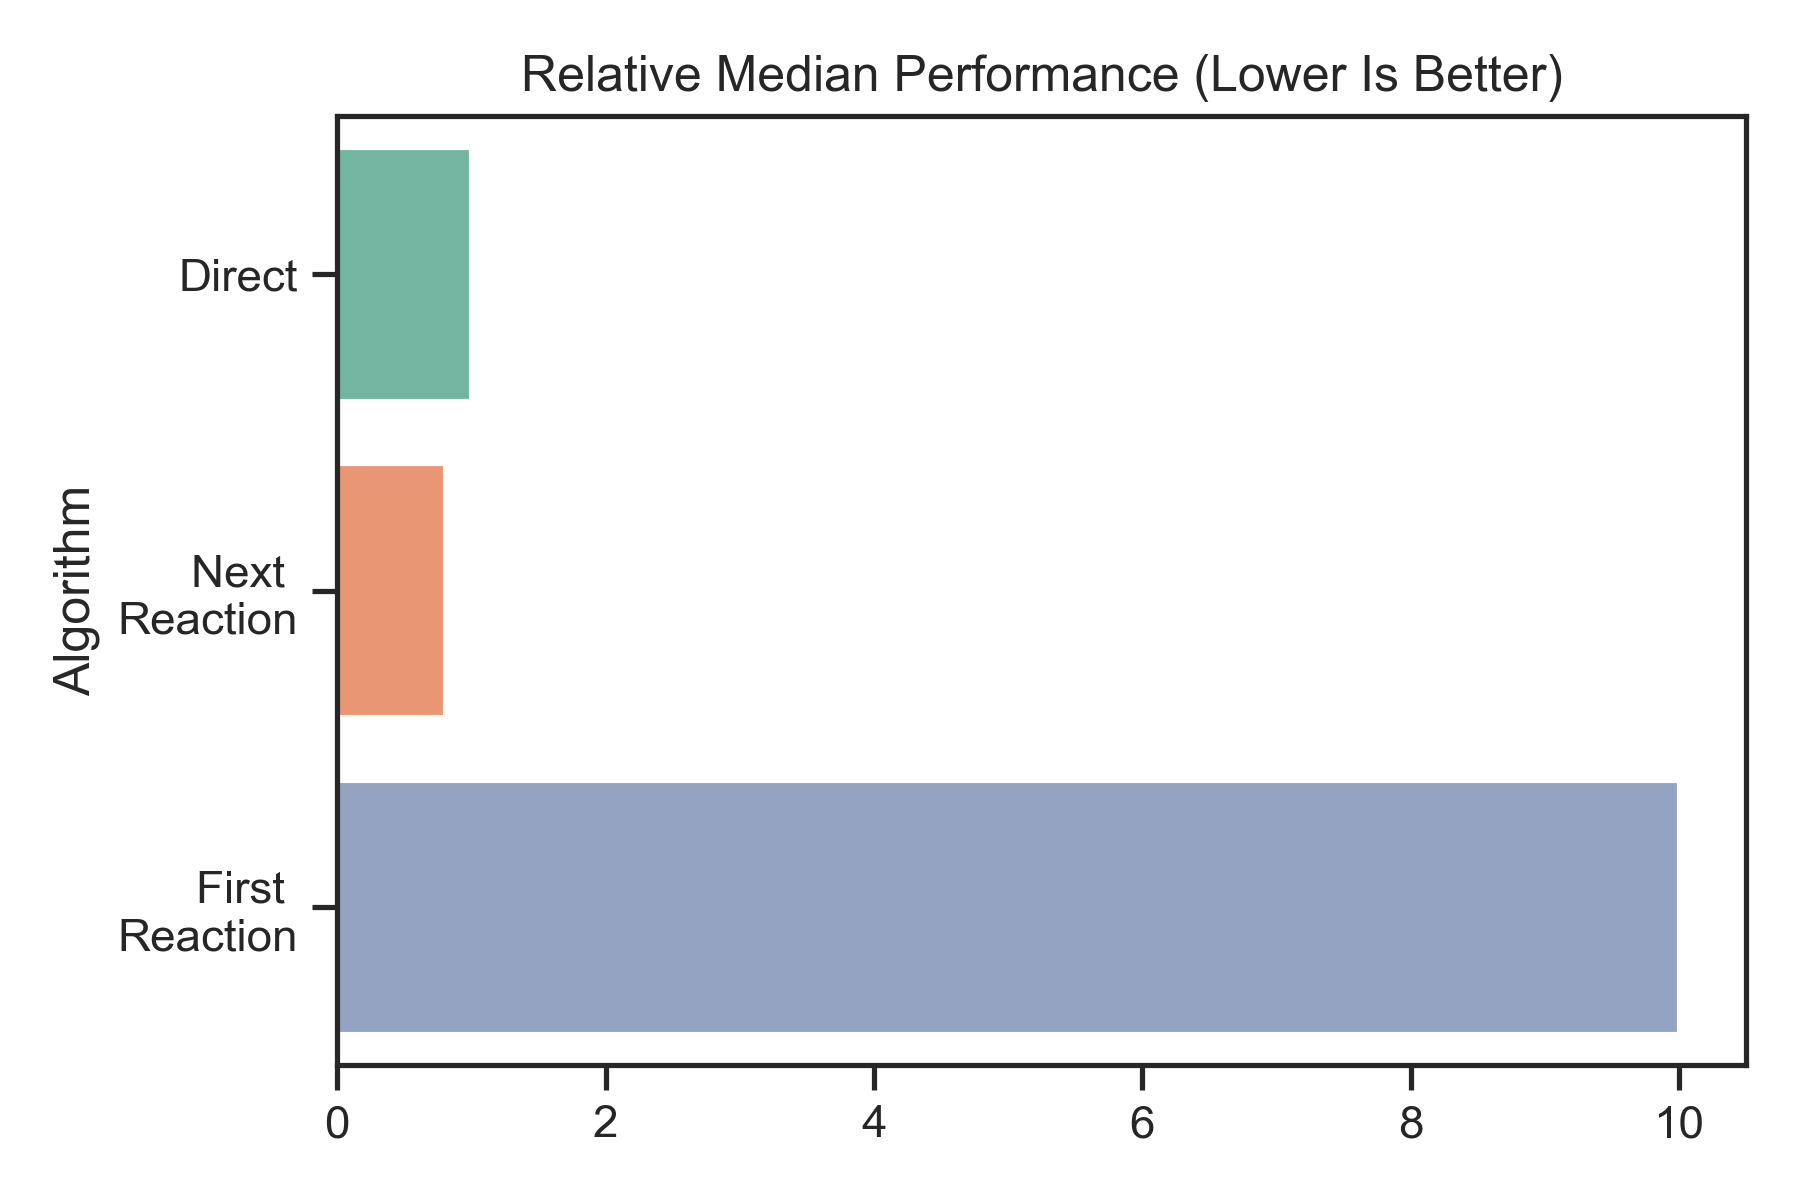 Relative Median Performance (Lower Is Better)
Algorithm
Direct
Next
Reaction
First
Reaction
0 2 4 6 8 10